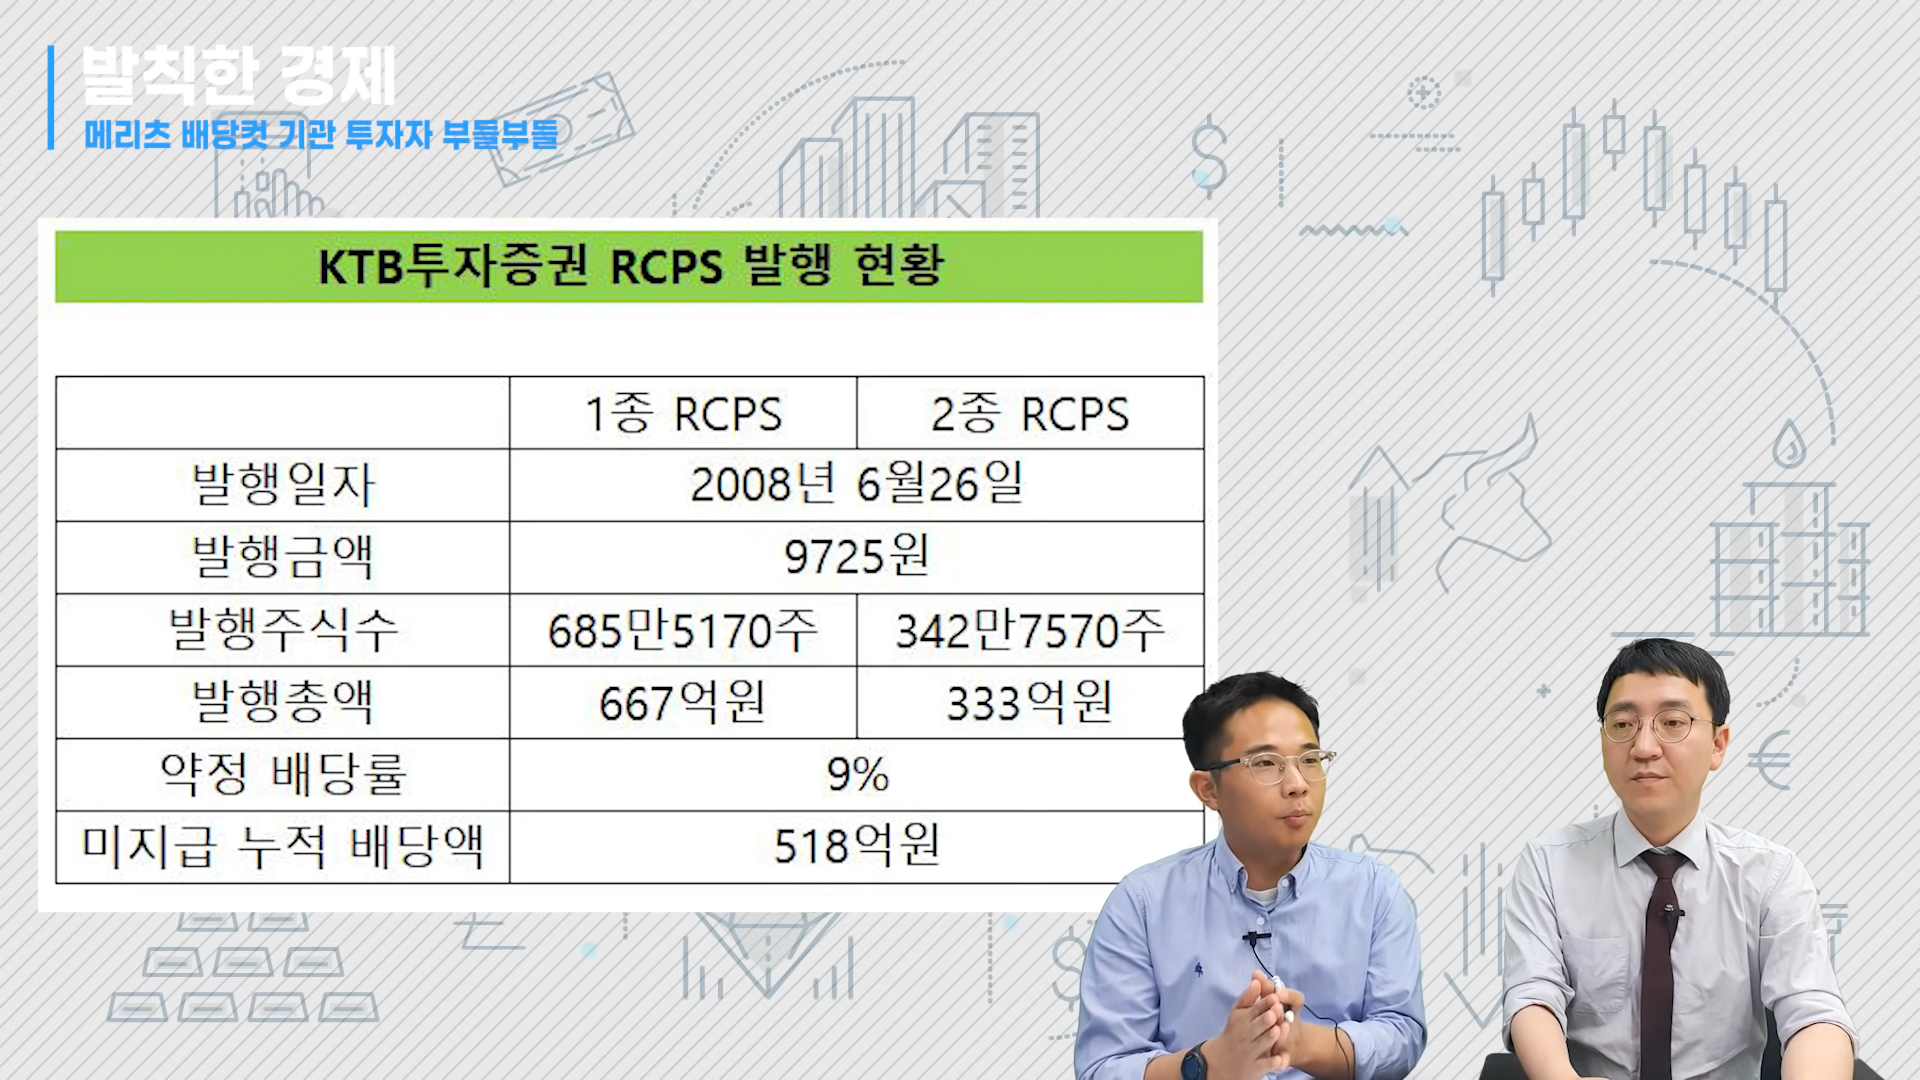 발칙한 경제
메리츠 배당컷 기관 투자자 부들부들
KTB투자증권 RCPS 발행 현황
1종 RCPS 2종 RCPS
발행일자 2008년 6월26일
발행금액 9725원
발행주식수 685만5170주 342만7570주
발행총액 667억원 333억원
약정 배당률 9%
미지급 누적 배당액 518억원